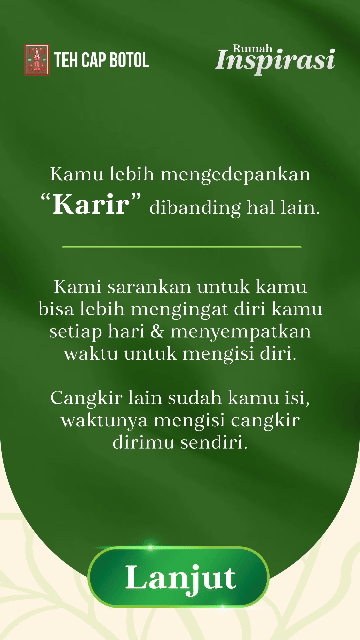 TEH CAP BOTOL
Rumah
Inspirasi
Kamu lebih mengedepankan
“Karir” dibanding hal lain.
Kami sarankan untuk kamu
bisa lebih mengingat diri kamu
setiap hari & menyempatkan
waktu untuk mengisi diri.
Cangkir lain sudah kamu isi,
waktunya mengisi cangkir
dirimu sendiri.
Lanjut